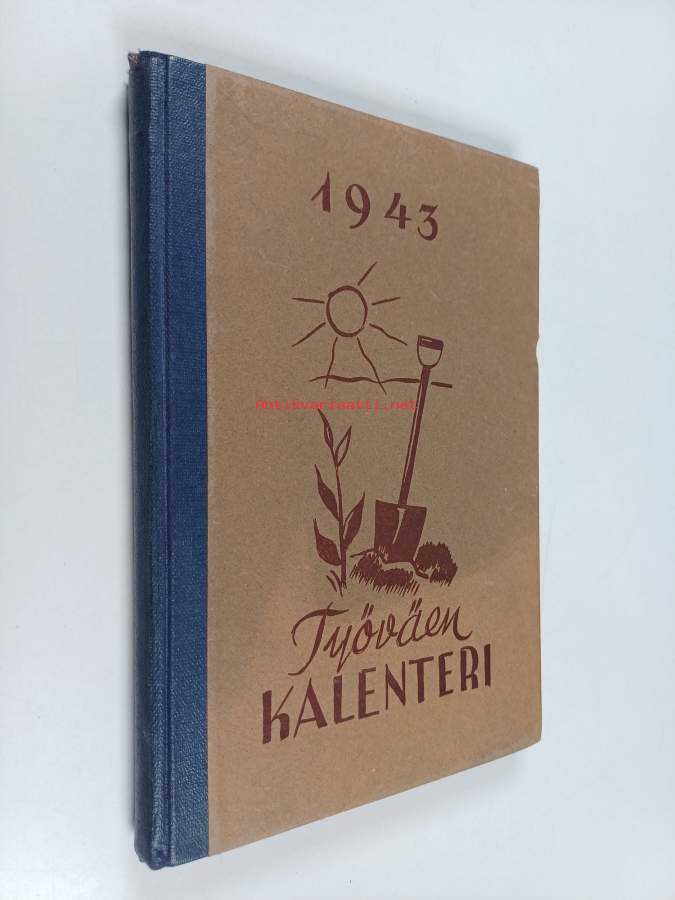 1943
Antikvariaatti.net
Työväen
KALENTERI